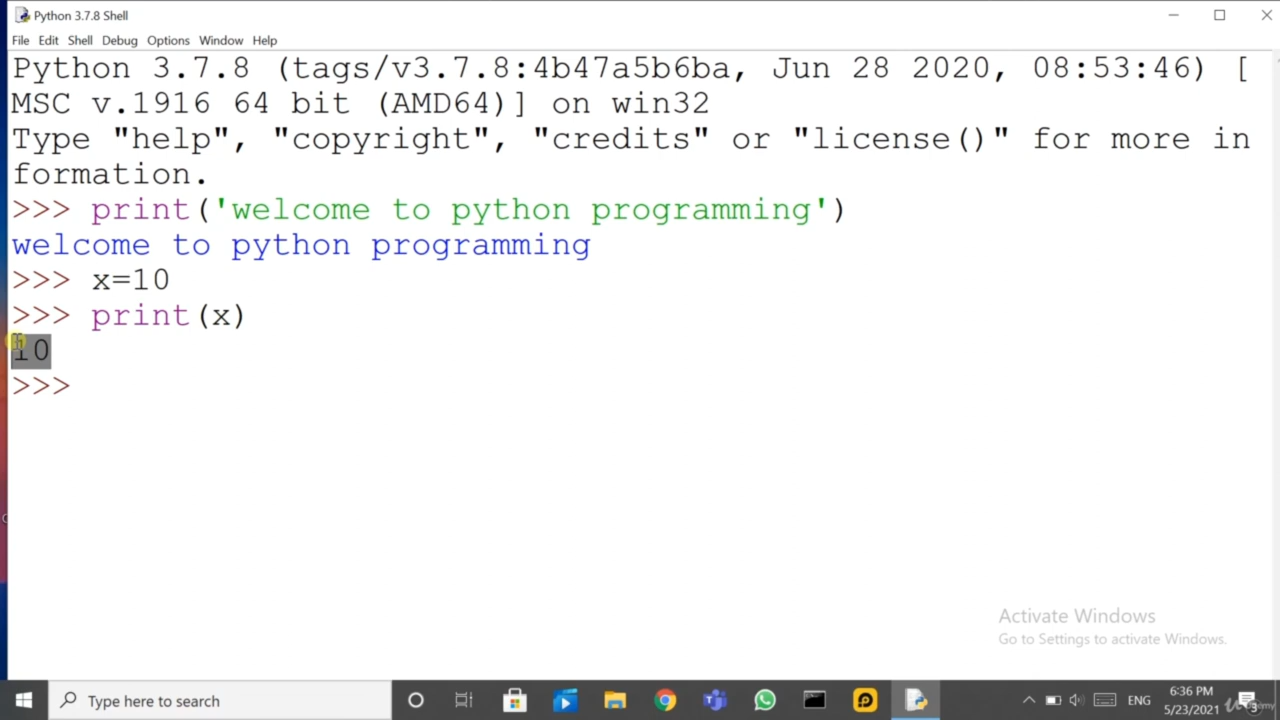 Python 3.7.8 Shell
File Edit Shell Debug Options Window Help
Python 3.7.8 (tags/v3.7.8:4b47a5b6ba, Jun 28 2020, 08:53:46) [
MSC v.1916 64 bit (AMD64)] on win32
Type "help", "copyright", "credits" or "license()" for more in
formation.
>>> print('welcome to python programming')
welcome to python programming
>>> x=10
>>> print(x)
10
>>>
Activate Windows
Go to Settings to activate Windows.
Type here to search
ENG
6:36 PM
5/23/2021
3